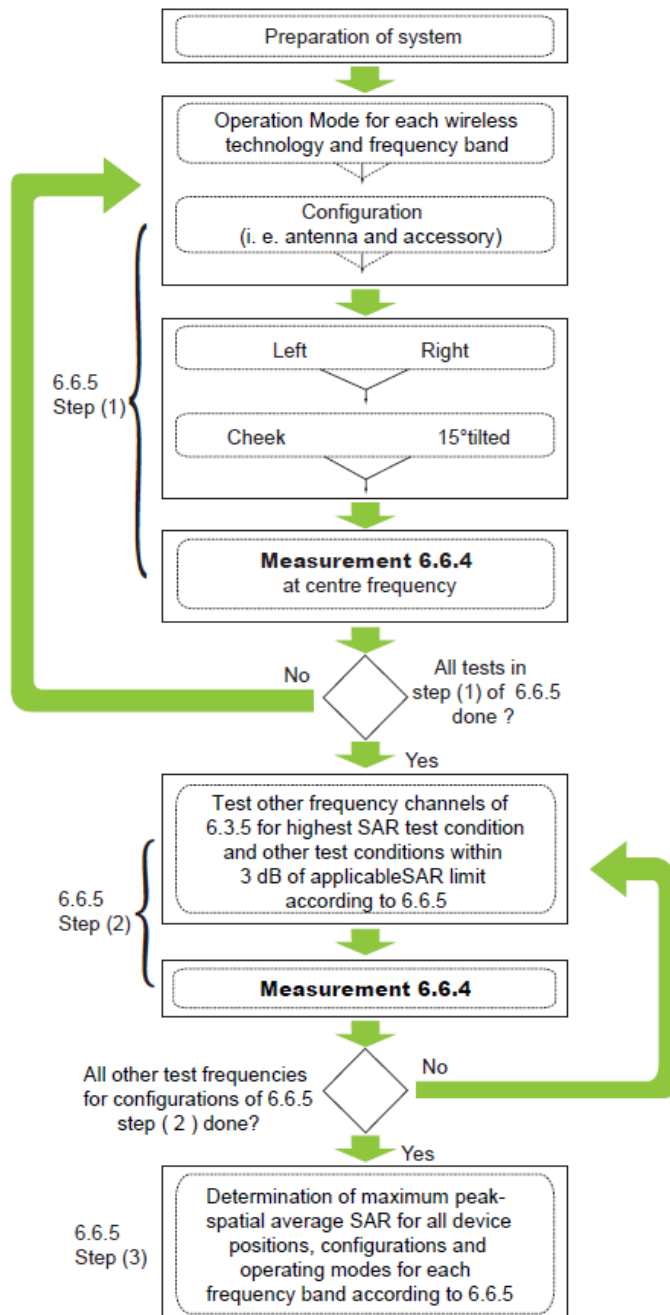 Preparation of system
Operation Mode for each wireless
technology and frequency band
Configuration
(i. e. antenna and accessory)
6.6.5
Step (1)
Left Right
Cheek 15°tilted
Measurement 6.6.4
at centre frequency
No
All tests in
step (1) of 6.6.5
done ?
Yes
Test other frequency channels of
6.3.5 for highest SAR test condition
and other test conditions within
3 dB of applicableSAR limit
according to 6.6.5
6.6.5
Step (2)
Measurement 6.6.4
All other test frequencies
for configurations of 6.6.5
step ( 2 ) done?
No
Yes
6.6.5
Step (3)
Determination of maximum peak-
spatial average SAR for all device
positions, configurations and
operating modes for each
frequency band according to 6.6.5